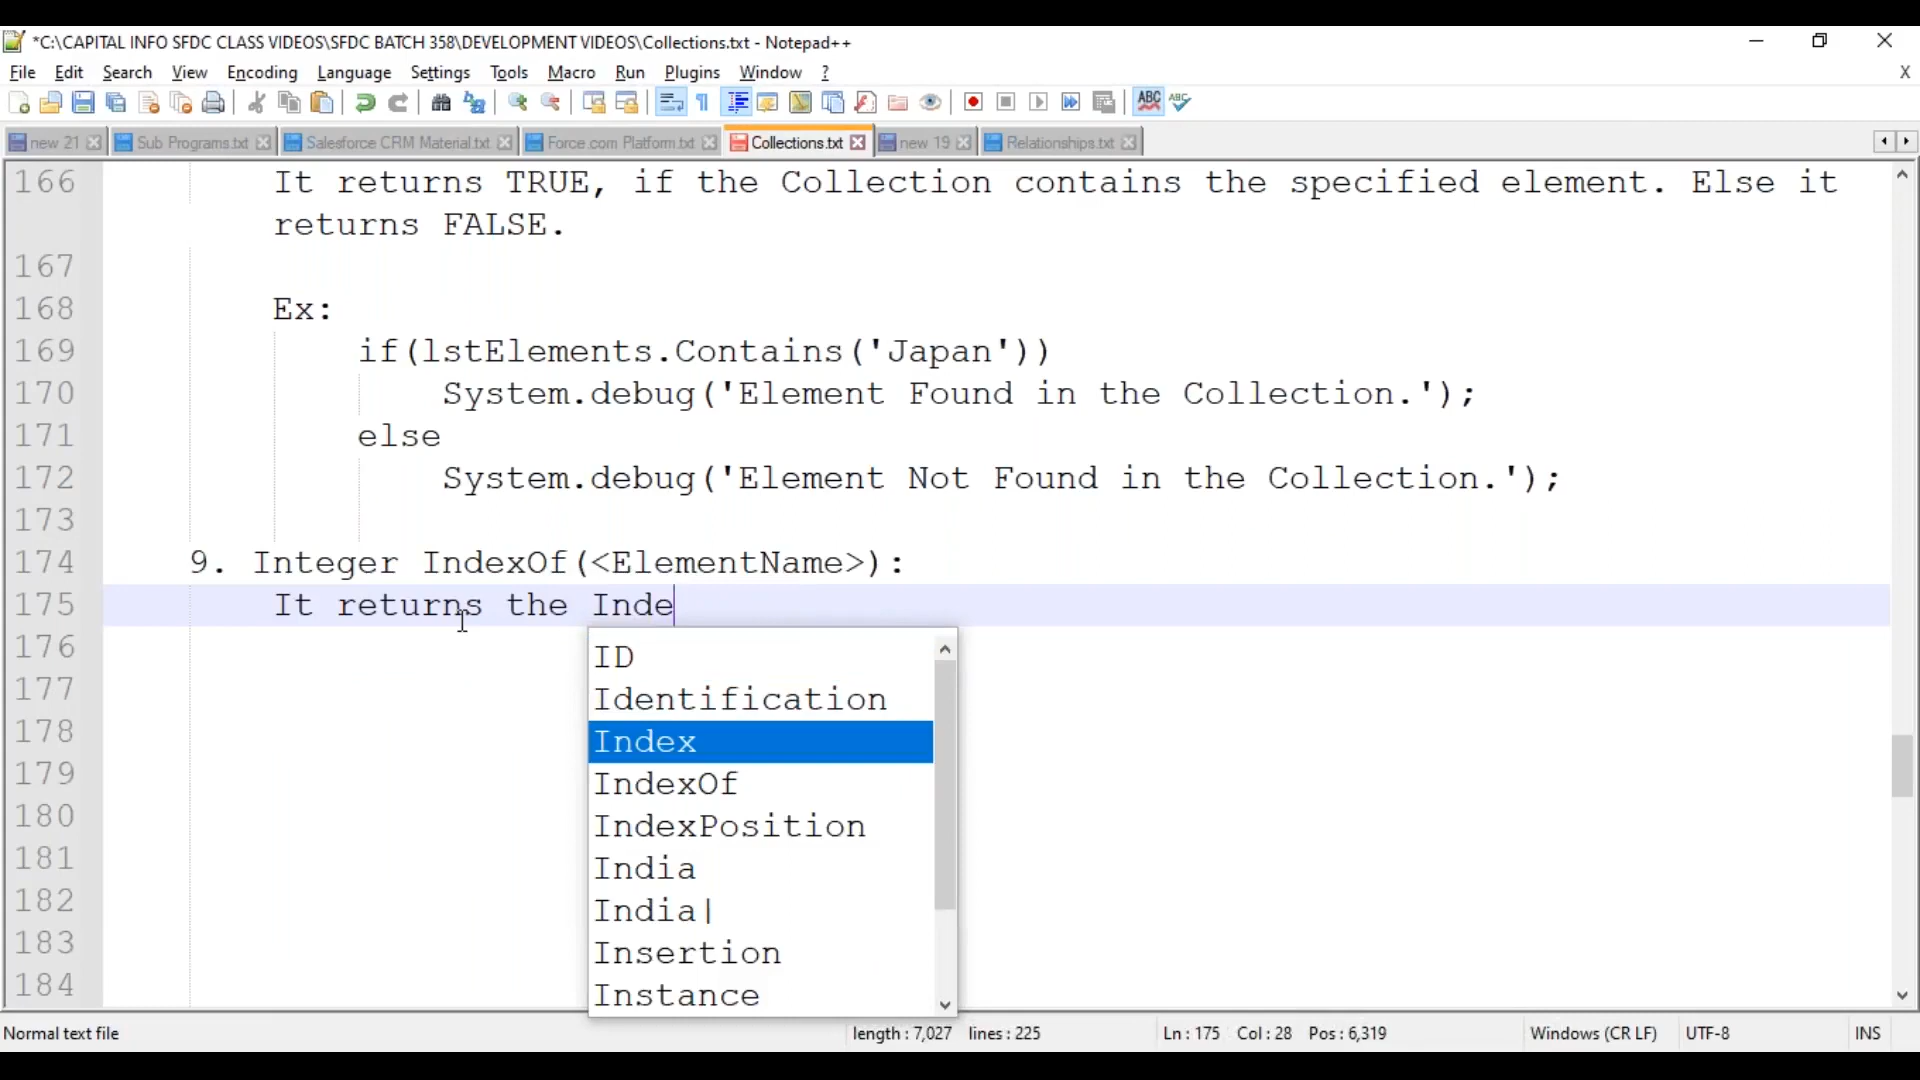 *C:\CAPITAL INFO SFDC CLASS VIDEOS\SFDC BATCH 358\DEVELOPMENT VIDEOS\Collections.txt - Notepad++
File Edit Search View Encoding Language Settings Tools Macro Run Plugins Window ? X
new 21 Sub Programs.txt Salesforce CRM Material.txt Force.com Platform.txt Collections.txt new 19 Relationships.txt
166 It returns TRUE, if the Collection contains the specified element. Else it
returns FALSE.
167
168 Ex:
169 if(lstElements.Contains('Japan'))
170 System.debug('Element Found in the Collection.');
171 else
172 System.debug('Element Not Found in the Collection.');
173
174 9. Integer IndexOf(<ElementName>):
175 It returns the Inde
176 ID
177 Identification
178 Index
179 IndexOf
180 IndexPosition
181 India
182 India|
183 Insertion
184 Instance
Normal text file length : 7,027 lines : 225 Ln : 175 Col : 28 Pos : 6,319 Windows (CR LF) UTF-8 INS